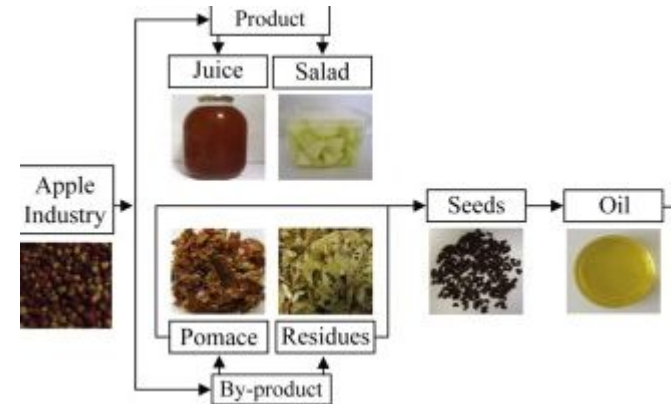 Product
Juice
Salad
Apple
Industry
Seeds
Oil
Pomace
Residues
By-product